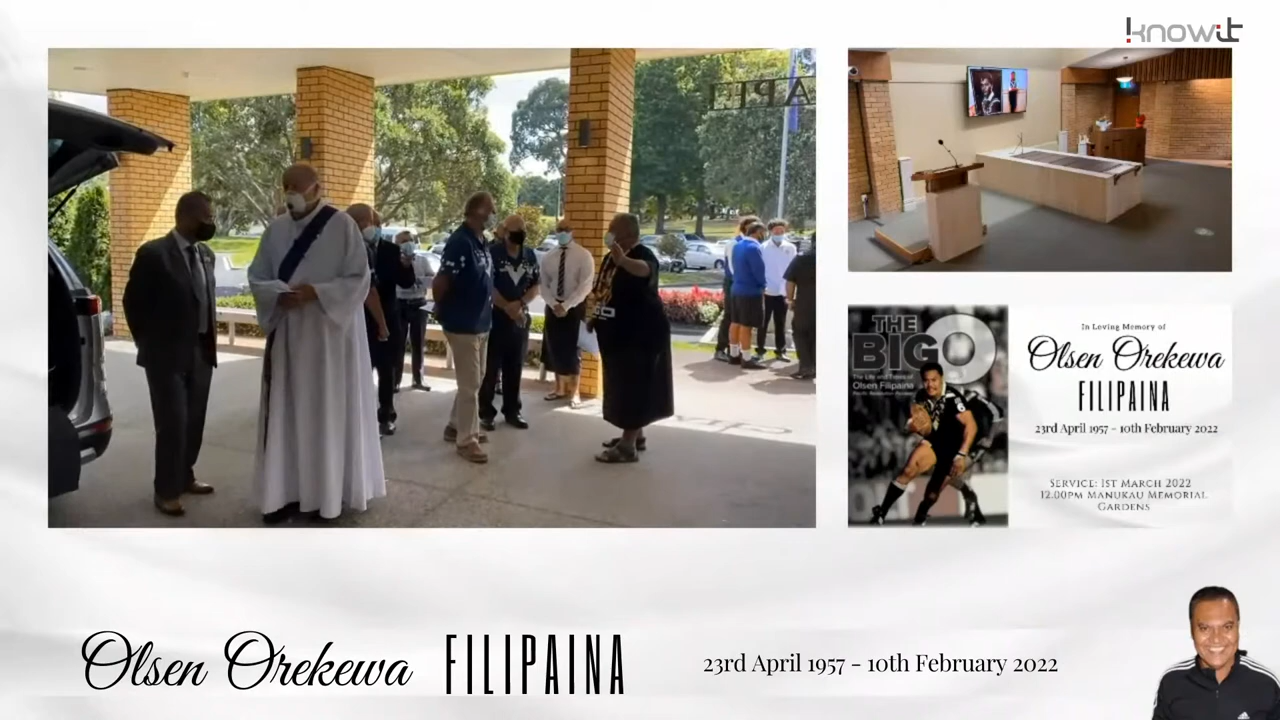 !knowit
THE
BIG O
The Life and Times of
Olsen Filipaina
In Loving Memory of
Olsen Orekewa
FILIPAINA
23rd April 1957 - 10th February 2022
SERVICE: 1ST MARCH 2022
12.00PM MANUKAU MEMORIAL
GARDENS
Olsen Orekewa FILIPAINA
23rd April 1957 - 10th February 2022